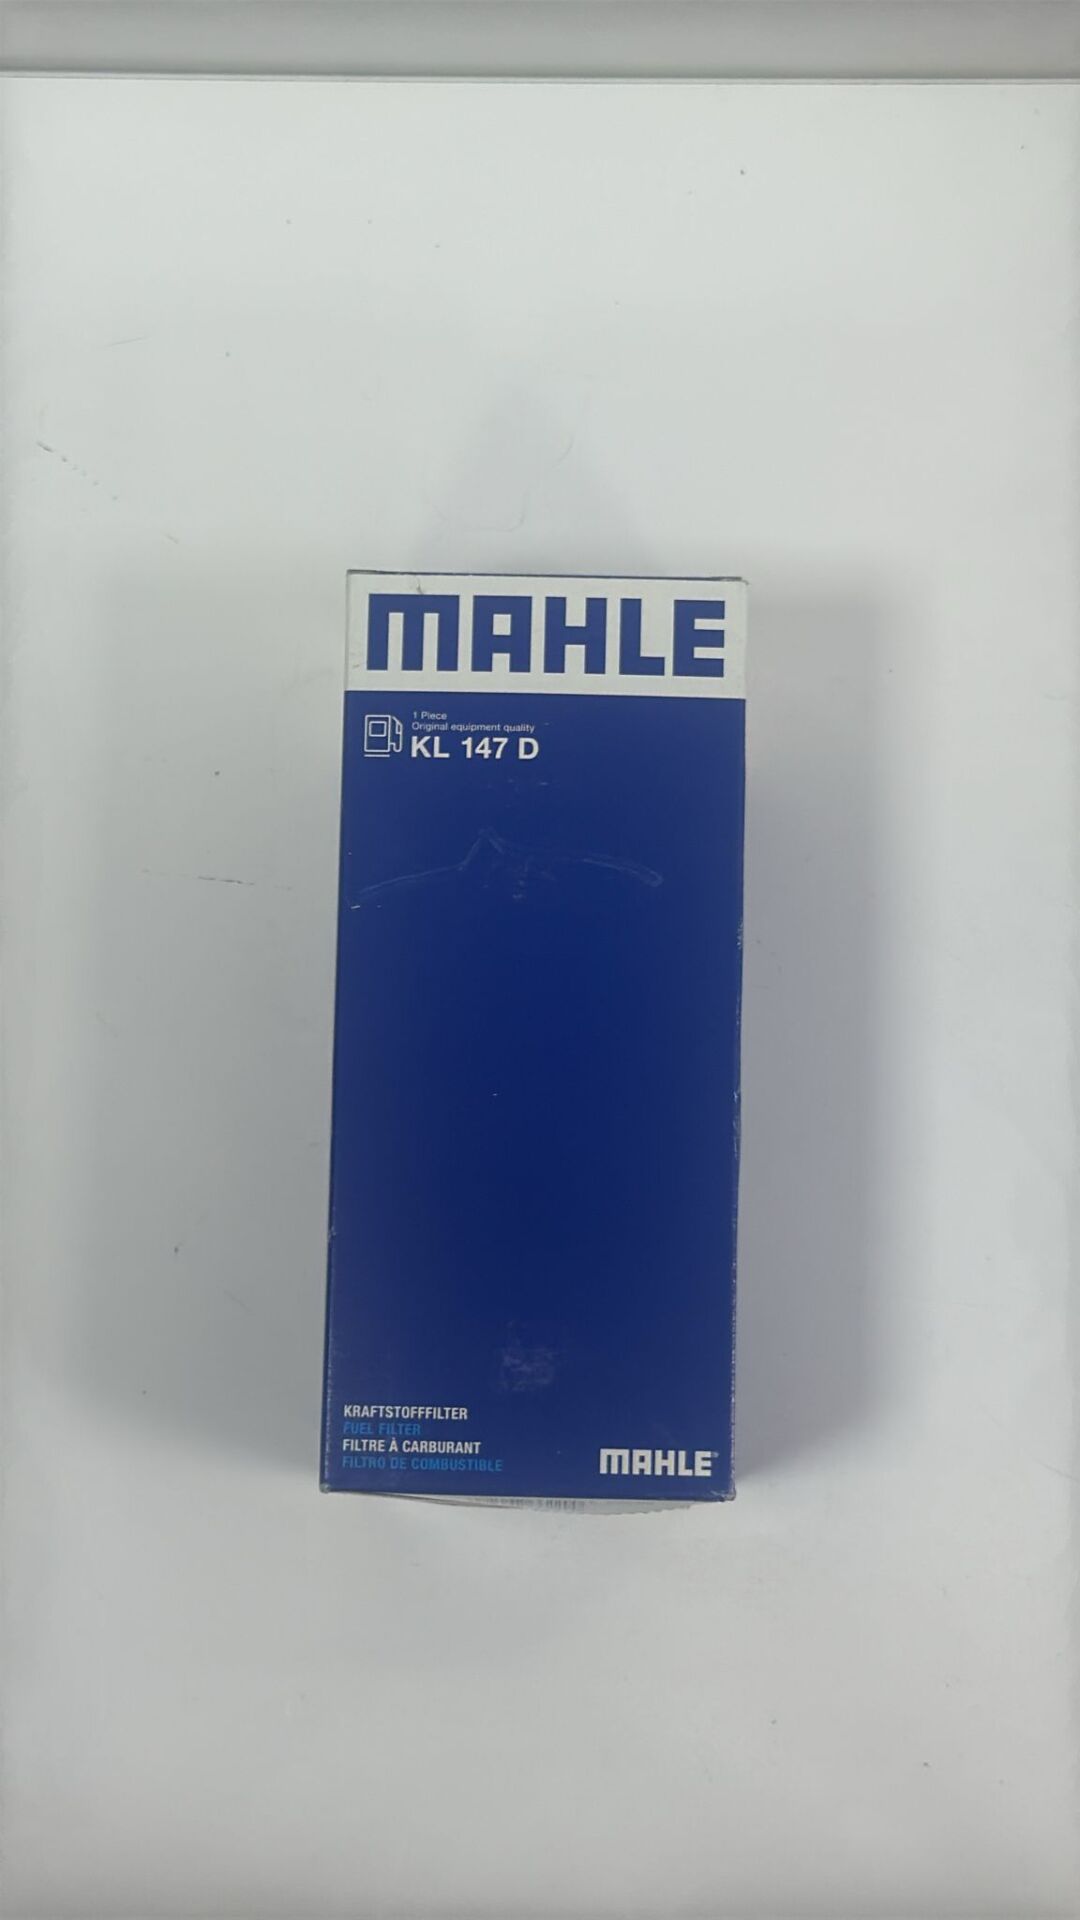 MAHLE
1 Piece
Original equipment quality
KL 147 D
KRAFTSTOFFFILTER
FUEL FILTER
FILTRE À CARBURANT
FILTRO DE COMBUSTIBLE
MAHLE®